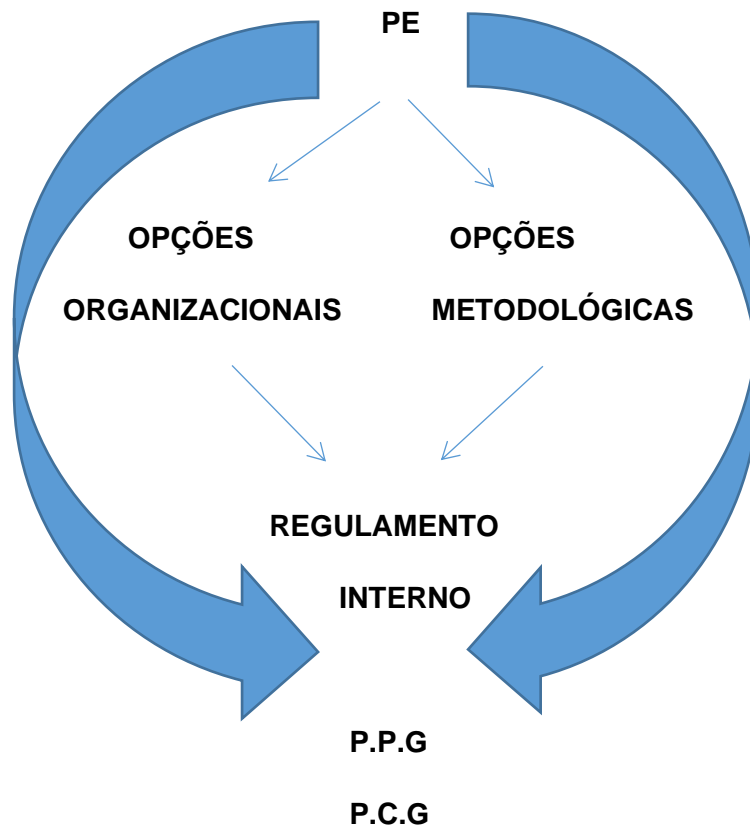 PE
OPÇÕES
ORGANIZACIONAIS
OPÇÕES
METODOLÓGICAS
REGULAMENTO
INTERNO
P.P.G
P.C.G